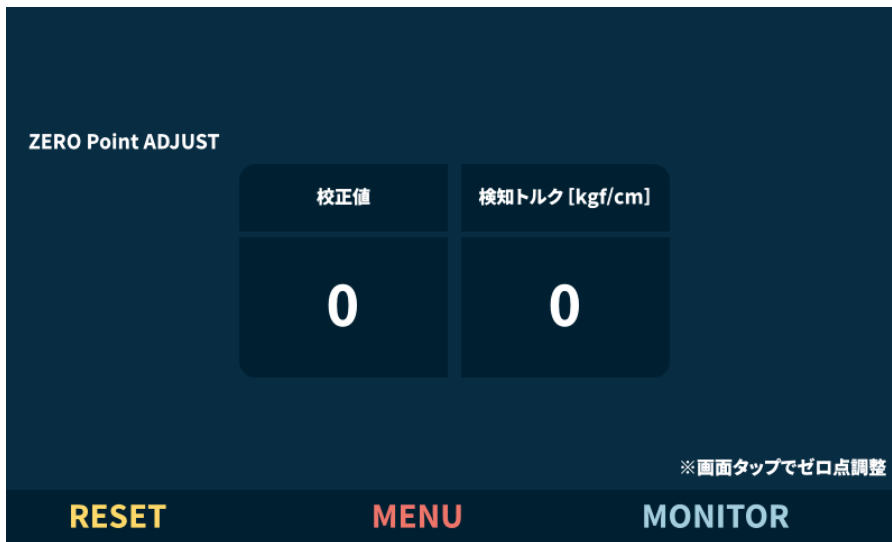 ZERO Point ADJUST
校正値
検知トルク [kgf/cm]
0
0
※画面タップでゼロ点調整
RESET
MENU
MONITOR